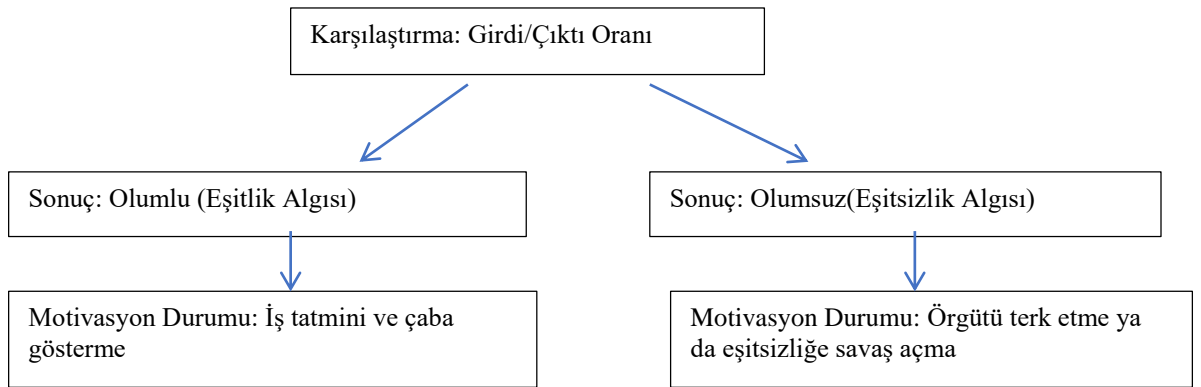 Karşılaştırma: Girdi/Çıktı Oranı
Sonuç: Olumlu (Eşitlik Algısı)
Sonuç: Olumsuz(Eşitsizlik Algısı)
Motivasyon Durumu: İş tatmini ve çaba
gösterme
Motivasyon Durumu: Örgütü terk etme ya
da eşitsizliğe savaş açma